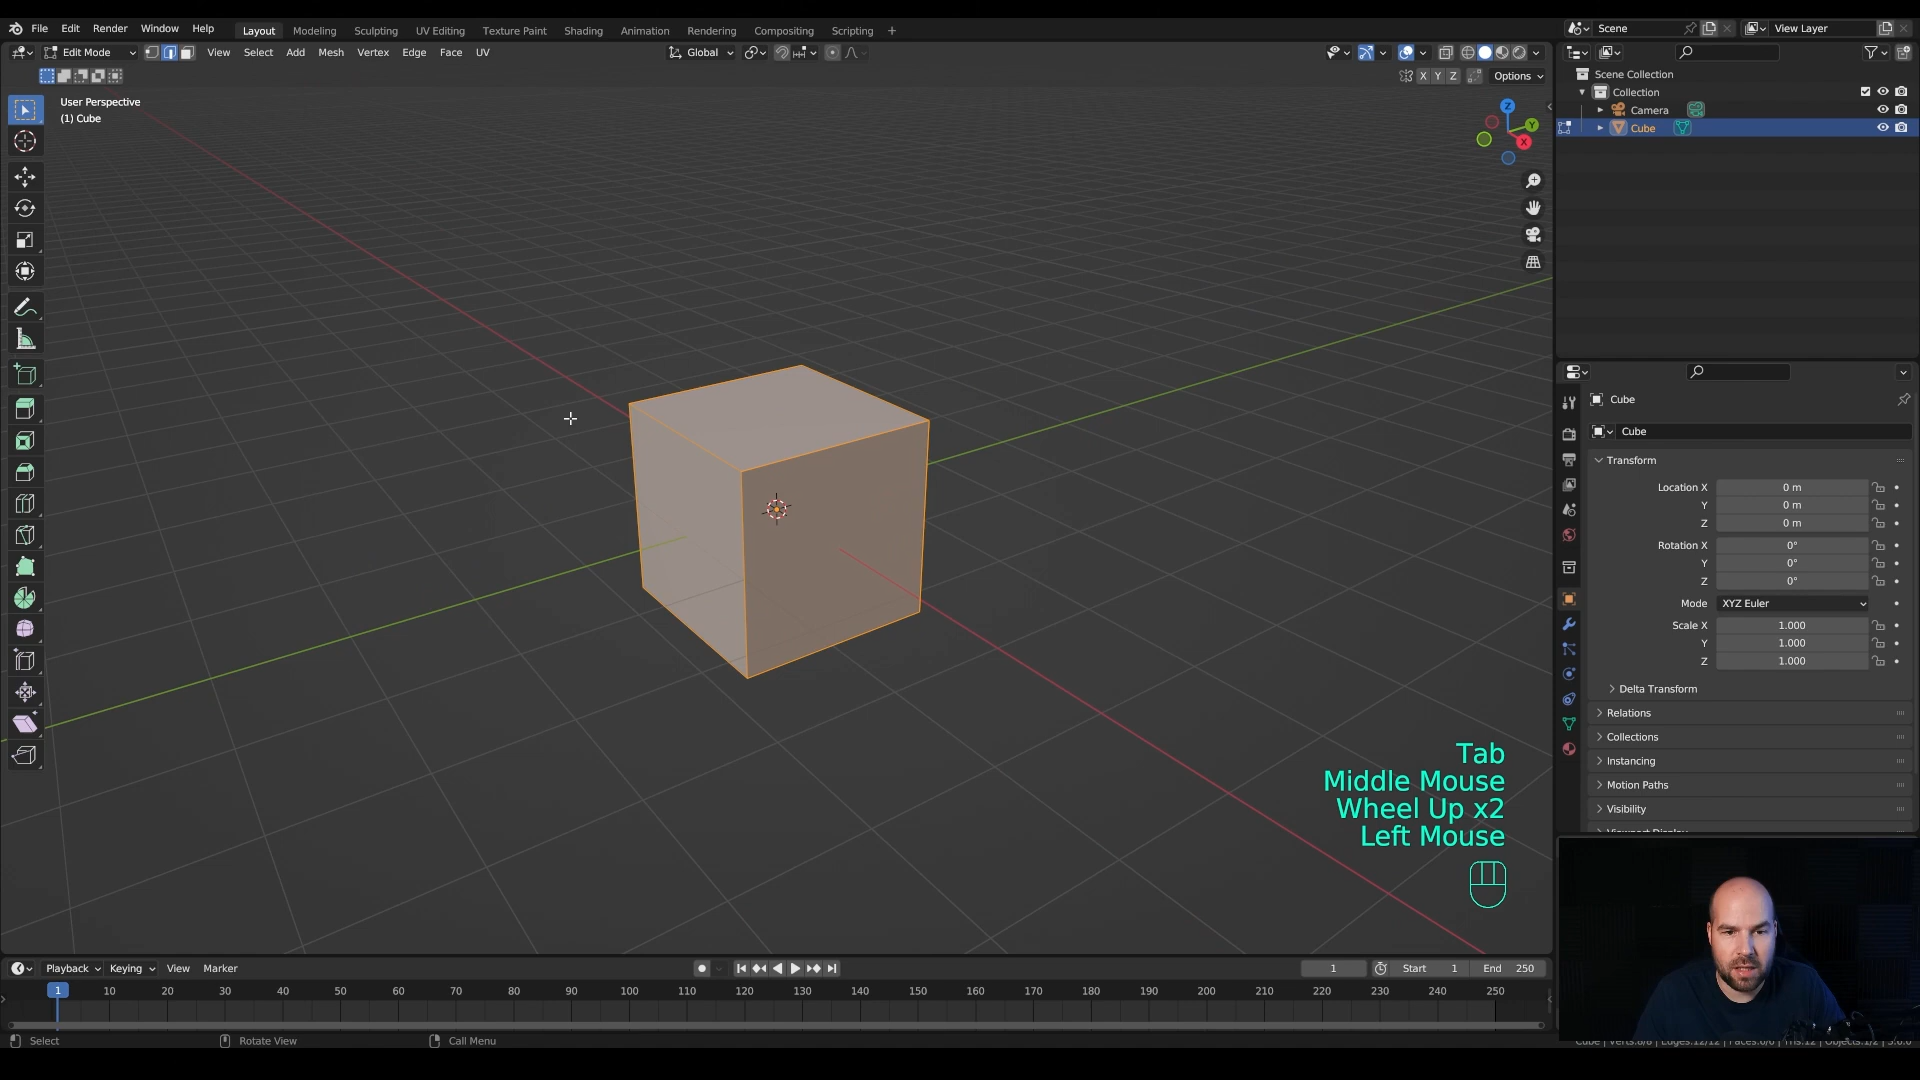 File Edit Render Window Help Layout Modeling Sculpting UV Editing Texture Paint Shading Animation Rendering Compositing Scripting + Scene View Layer
Edit Mode View Select Add Mesh Vertex Edge Face UV Global
X Y Z Options
User Perspective
(1) Cube
Z
Y
X
Scene Collection
Collection
Camera
Cube
Cube
Cube
Transform
Location X 0 m
Y 0 m
Z 0 m
Rotation X 0°
Y 0°
Z 0°
Mode XYZ Euler
Scale X 1.000
Y 1.000
Z 1.000
Delta Transform
Relations
Collections
Instancing
Motion Paths
Visibility
Viewport Display
Tab
Middle Mouse
Wheel Up x2
Left Mouse
Playback Keying View Marker 1 Start 1 End 250
1 10 20 30 40 50 60 70 80 90 100 110 120 130 140 150 160 170 180 190 200 210 220 230 240 250
Select Rotate View Call Menu